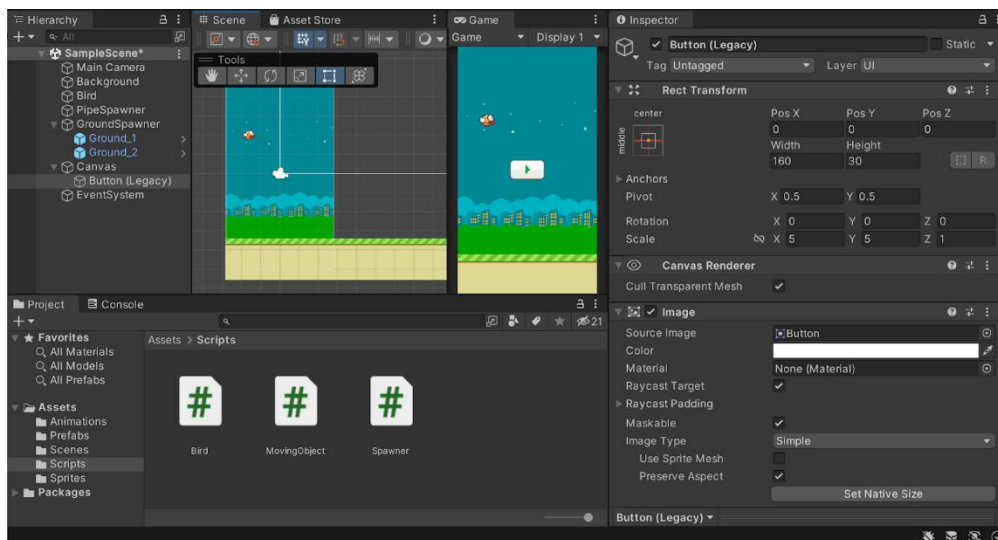 Hierarchy
All
SampleScene*
Main Camera
Background
Bird
PipeSpawner
GroundSpawner
Ground_1
Ground_2
Canvas
Button (Legacy)
EventSystem
Scene
Asset Store
Tools
Game
Game
Display 1
Inspector
Button (Legacy)
Static
Tag Untagged
Layer UI
Rect Transform
center
middle
Pos X
Pos Y
Pos Z
0
0
0
Width
Height
160
30
R
Anchors
Pivot
X 0.5
Y 0.5
Rotation
X 0
Y 0
Z 0
Scale
X 5
Y 5
Z 1
Canvas Renderer
Cull Transparent Mesh
Image
Source Image
Button
Color
Material
None (Material)
Raycast Target
Raycast Padding
Maskable
Image Type
Simple
Use Sprite Mesh
Preserve Aspect
Set Native Size
Button (Legacy)
Project
Console
21
Favorites
All Materials
All Models
All Prefabs
Assets
Animations
Prefabs
Scenes
Scripts
Sprites
Packages
Assets > Scripts
#
#
#
Bird
MovingObject
Spawner